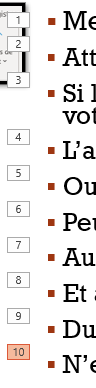 1 Me
2 Att
3 Si l
vot
4 L'a
5 Ou
6 Peu
7 Au
8 Et a
9 Du
10 N'e